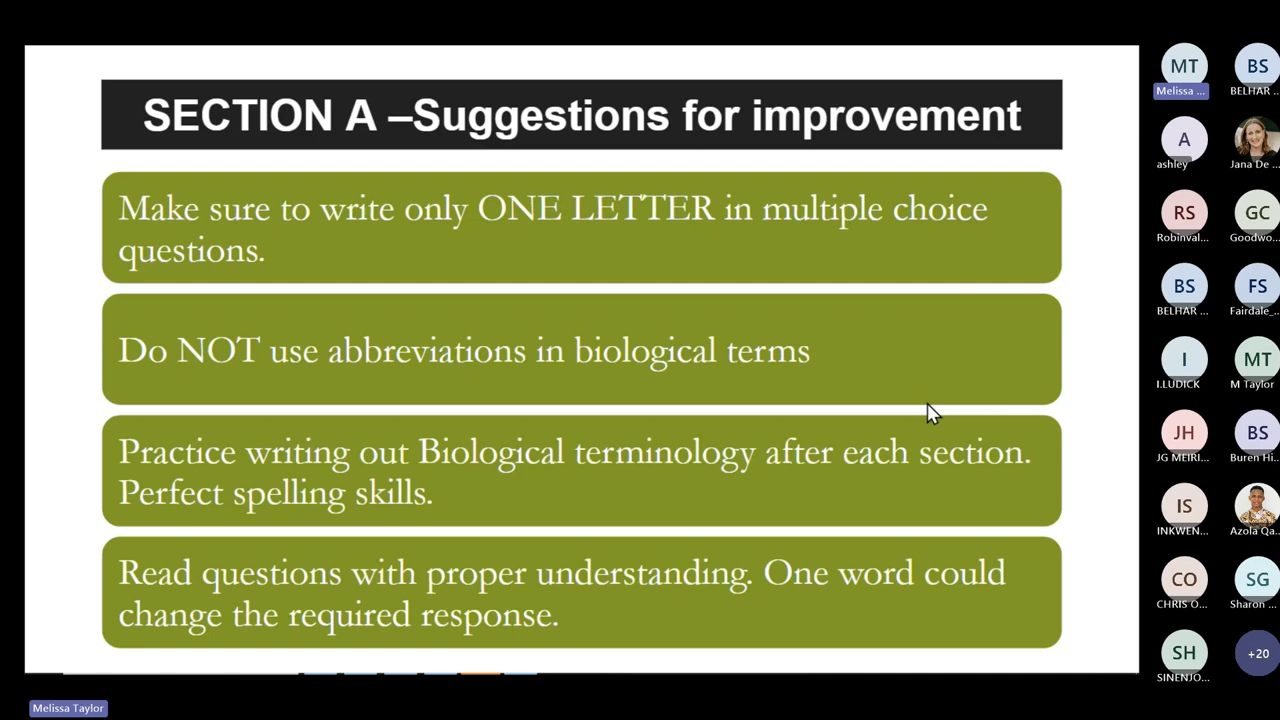 SECTION A –Suggestions for improvement
Make sure to write only ONE LETTER in multiple choice
questions.
Do NOT use abbreviations in biological terms
Practice writing out Biological terminology after each section.
Perfect spelling skills.
Read questions with proper understanding. One word could
change the required response.
MT BS
Melissa ... BELHAR ...
A
ashley Jana De ...
RS GC
Robinval... Goodwo...
BS FS
BELHAR ... Fairdale_...
I MT
I.LUDICK M Taylor
JH BS
JG MEIRI... Buren Hi...
IS
INKWEN... Azola Qa...
CO SG
CHRIS O... Sharon ...
SH +20
SINENJO...
Melissa Taylor